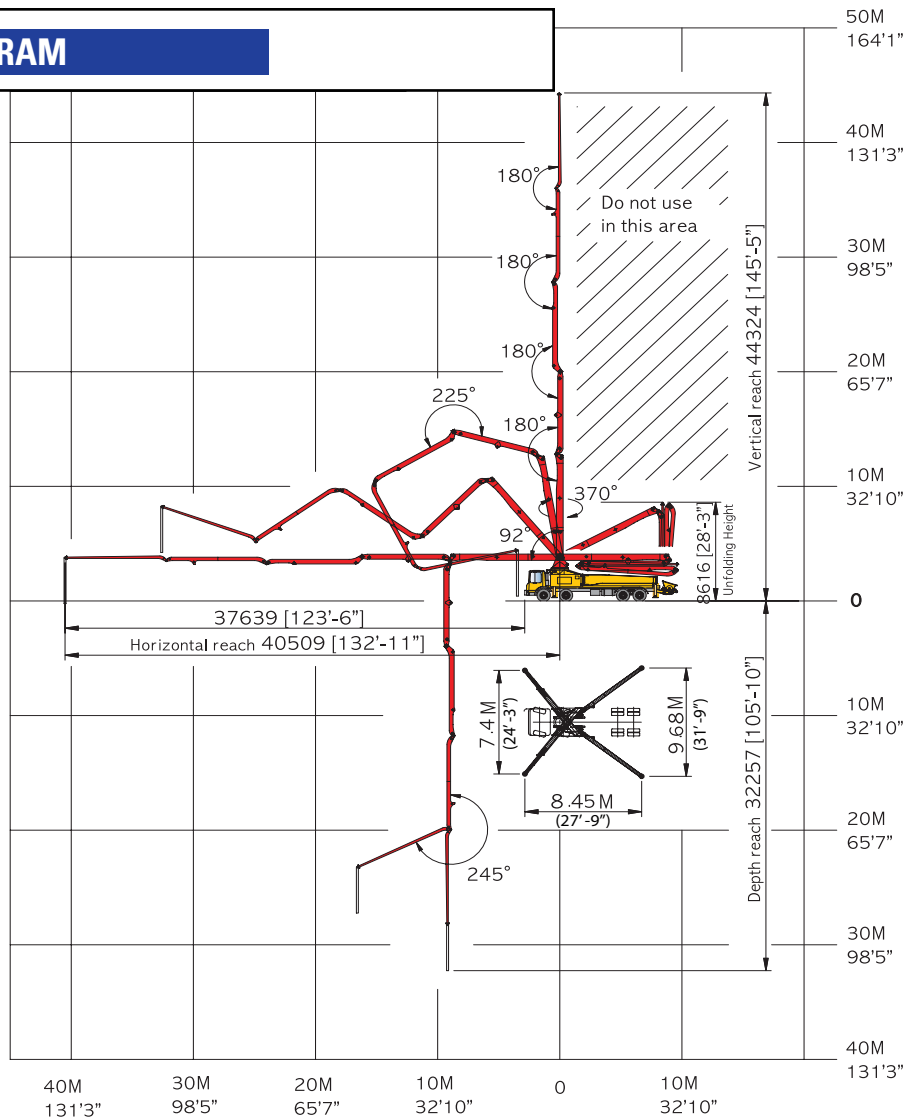 RAM
50M
164'1"
40M
131'3"
180°
Do not use
in this area
Vertical reach 44324 [145'-5"]
30M
98'5"
180°
20M
65'7"
180°
225°
180°
10M
32'10"
370°
92°
8616 [28'-3"]
Unfolding Height
0
37639 [123'-6"]
Horizontal reach 40509 [132'-11"]
7.4M
(24'-3")
9.68M
(31'-9")
8.45M
(27'-9")
Depth reach 32257 [105'-10"]
10M
32'10"
20M
65'7"
245°
30M
98'5"
40M
131'3"
40M
131'3"
30M
98'5"
20M
65'7"
10M
32'10"
0
10M
32'10"